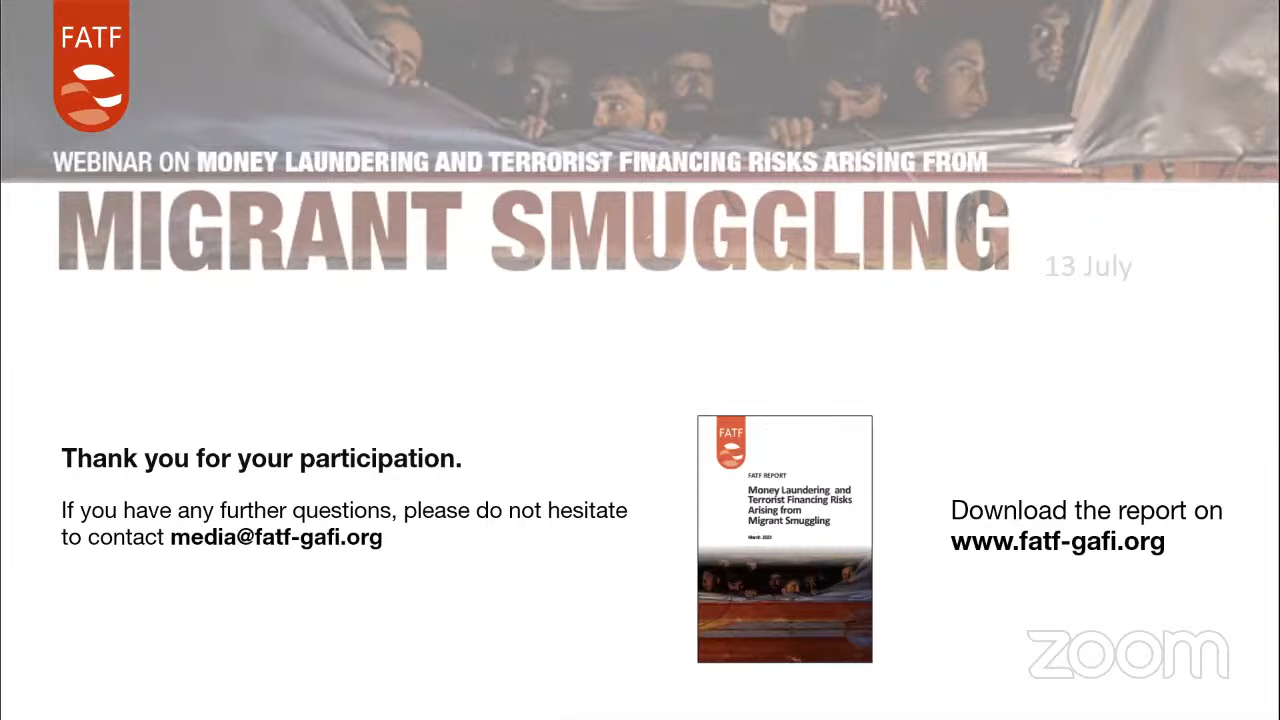 FATF
WEBINAR ON MONEY LAUNDERING AND TERRORIST FINANCING RISKS ARISING FROM
MIGRANT SMUGGLING
13 July
Thank you for your participation.
If you have any further questions, please do not hesitate
to contact media@fatf-gafi.org
FATF
FATF REPORT
Money Laundering and
Terrorist Financing Risks
Arising from
Migrant Smuggling
March 2022
Download the report on
www.fatf-gafi.org
zoom